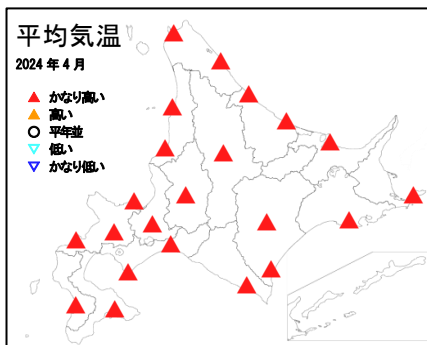 平均気温
2024 年 4 月
かなり高い
高い
平年並
低い
かなり低い